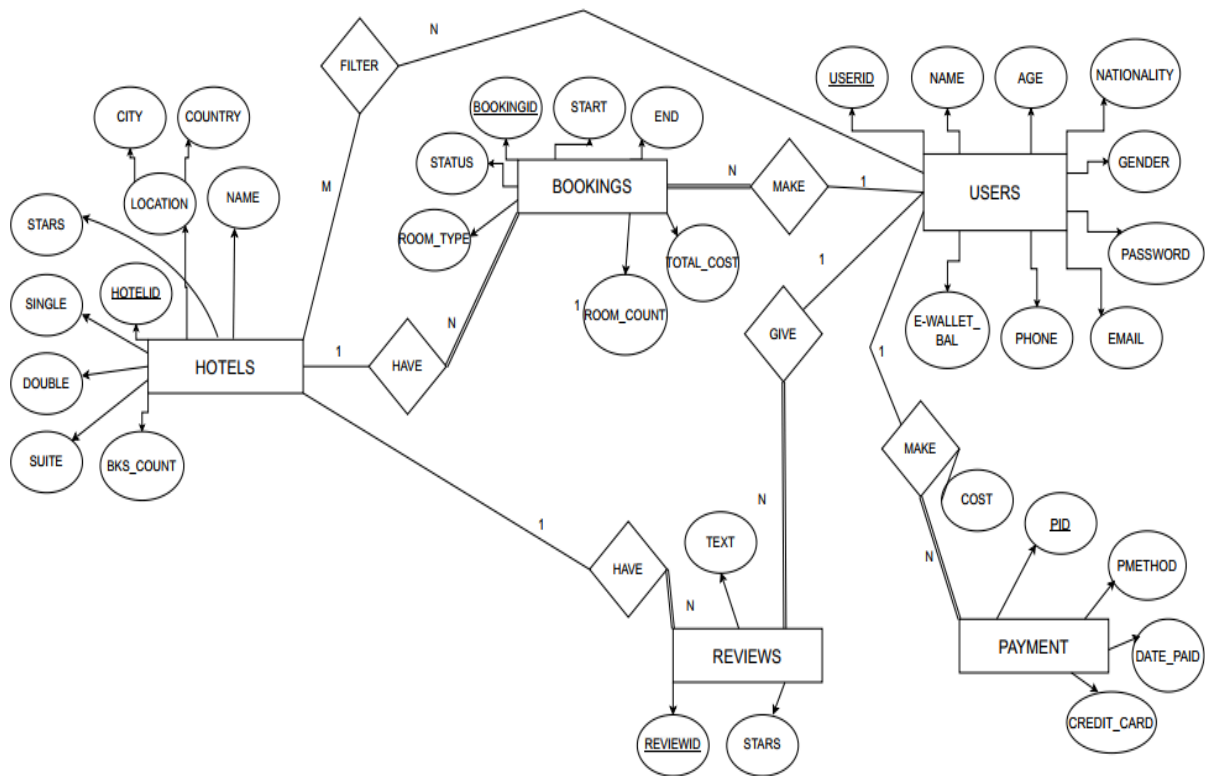 N
FILTER
USERID
NAME
AGE
NATIONALITY
CITY
COUNTRY
BOOKINGID
START
END
STATUS
GENDER
M
BOOKINGS
N
MAKE
1
USERS
LOCATION
NAME
STARS
ROOM_TYPE
TOTAL_COST
PASSWORD
1
HOTELID
SINGLE
1
ROOM_COUNT
N
GIVE
E-WALLET_
BAL
PHONE
EMAIL
1
HOTELS
1
HAVE
DOUBLE
MAKE
SUITE
BKS_COUNT
COST
N
1
TEXT
PID
HAVE
N
PMETHOD
N
REVIEWS
PAYMENT
DATE_PAID
CREDIT_CARD
REVIEWID
STARS